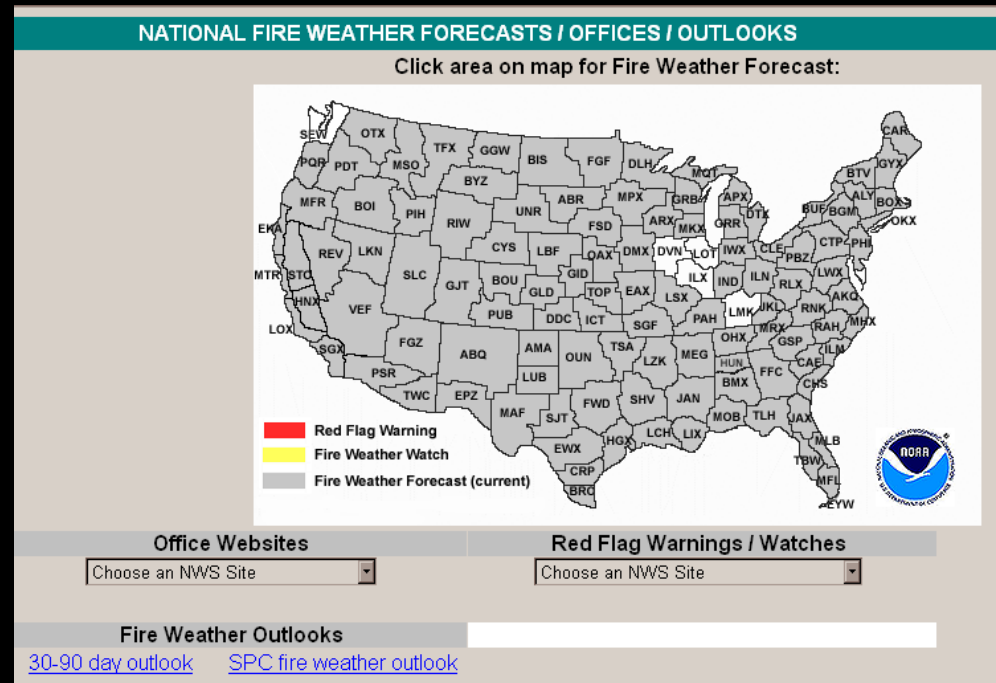 NATIONAL FIRE WEATHER FORECASTS / OFFICES / OUTLOOKS
Click area on map for Fire Weather Forecast:
SEW OTX TFX GGW BIS FGF DLH MQT CAR
PQR PDT MSO BYZ GRB APX BTV GYX
MFR BOI PIH RIW UNR ABR MPX ARX MKX GRR DTX BUF BGM ALY BOX OKX
EKA REV LKN CYS LBF FSD OAX DMX DVN LOT IWX CLE PBZ CTP PHI
MTR STO SLC GJT BOU GLD GID TOP EAX ILX IND ILN RLX LWX AKQ
HNX VEF PUB DDC ICT SGF LSX PAH LMK JKL RNK MHX
LOX SGX FGZ ABQ AMA OUN TSA LZK MEG OHX MRX GSP RAH ILM
PSR TWC EPZ LUB HUN BMX FFC CAE CHS
MAF SJT FWD SHV JAN MOB TLH JAX
EWX HGX LCH LIX MLB TBW
CRP BRO MFL EYW
Red Flag Warning
Fire Weather Watch
Fire Weather Forecast (current)
NOAA
Office Websites
Red Flag Warnings / Watches
Choose an NWS Site
Choose an NWS Site
Fire Weather Outlooks
30-90 day outlook SPC fire weather outlook